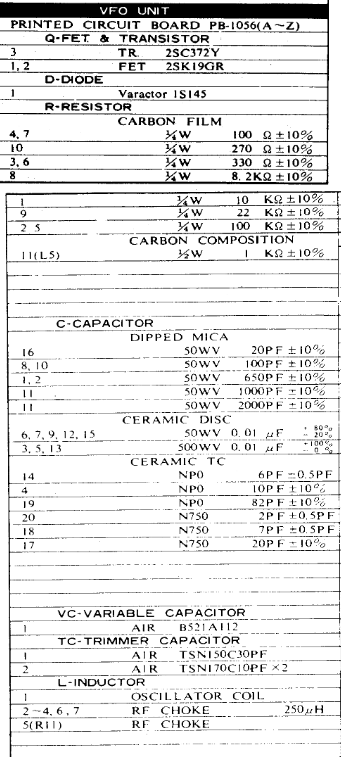 VFO UNIT
PRINTED CIRCUIT BOARD PB-1056(A~Z)
Q-FET & TRANSISTOR
3 TR 2SC372Y
1, 2 FET 2SK19GR
D-DIODE
1 Varactor 1S145
R-RESISTOR
CARBON FILM
4, 7 ¼W 100 Ω±10%
10 ¼W 270 Ω±10%
3, 6 ¼W 330 Ω±10%
8 ¼W 8.2KΩ±10%
1 ¼W 10 KΩ±10%
9 ¼W 22 KΩ±10%
2 5 ¼W 100 KΩ±10%
CARBON COMPOSITION
11(L5) ½W 1 KΩ±10%
C-CAPACITOR
DIPPED MICA
16 50WV 20PF±10%
8, 10 50WV 100PF±10%
1, 2 50WV 650PF±10%
11 50WV 1000PF±10%
11 50WV 2000PF±10%
CERAMIC DISC
6, 7, 9, 12, 15 50WV 0.01 μF +80% -20%
3, 5, 13 500WV 0.01 μF +100% -0%
CERAMIC TC
14 NP0 6PF±0.5PF
4 NP0 10PF±10%
19 NP0 82PF±10%
20 N750 2PF±0.5PF
18 N750 7PF±0.5PF
17 N750 20PF±10%
VC-VARIABLE CAPACITOR
1 AIR B521A112
TC-TRIMMER CAPACITOR
1 AIR TSN150C30PF
2 AIR TSN170C10PF×2
L-INDUCTOR
1 OSCILLATOR COIL
2~4, 6, 7 RF CHOKE 250μH
5(R11) RF CHOKE